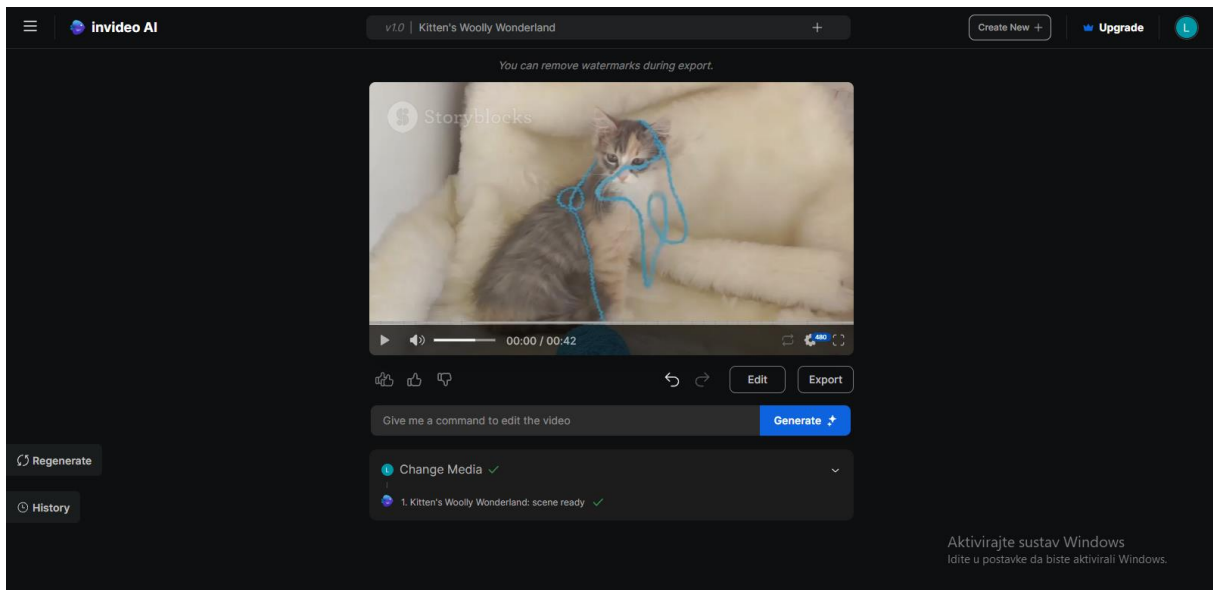 invideo AI
v1.0 | Kitten's Woolly Wonderland
Create New +
Upgrade
L
You can remove watermarks during export.
Storyblocks
00:00 / 00:42
480
Edit
Export
Give me a command to edit the video
Generate
Regenerate
L Change Media
1. Kitten's Woolly Wonderland: scene ready
History
Aktivirajte sustav Windows
Idite u postavke da biste aktivirali Windows.